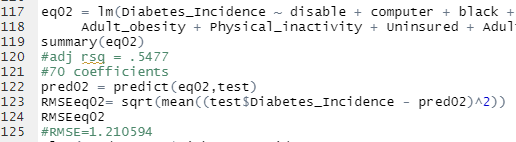 117 eq02 = lm(Diabetes_Incidence ~ disable + computer + black +
118 Adult_obesity + Physical_inactivity + Uninsured +
119 summary(eq02)
120 #adj rsq = .5477
121 #70 coefficients
122 pred02 = predict(eq02,test)
123 RMSEeq02= sqrt(mean((test$Diabetes_Incidence - pred02)^2))
124 RMSEeq02
125 #RMSE=1.210594